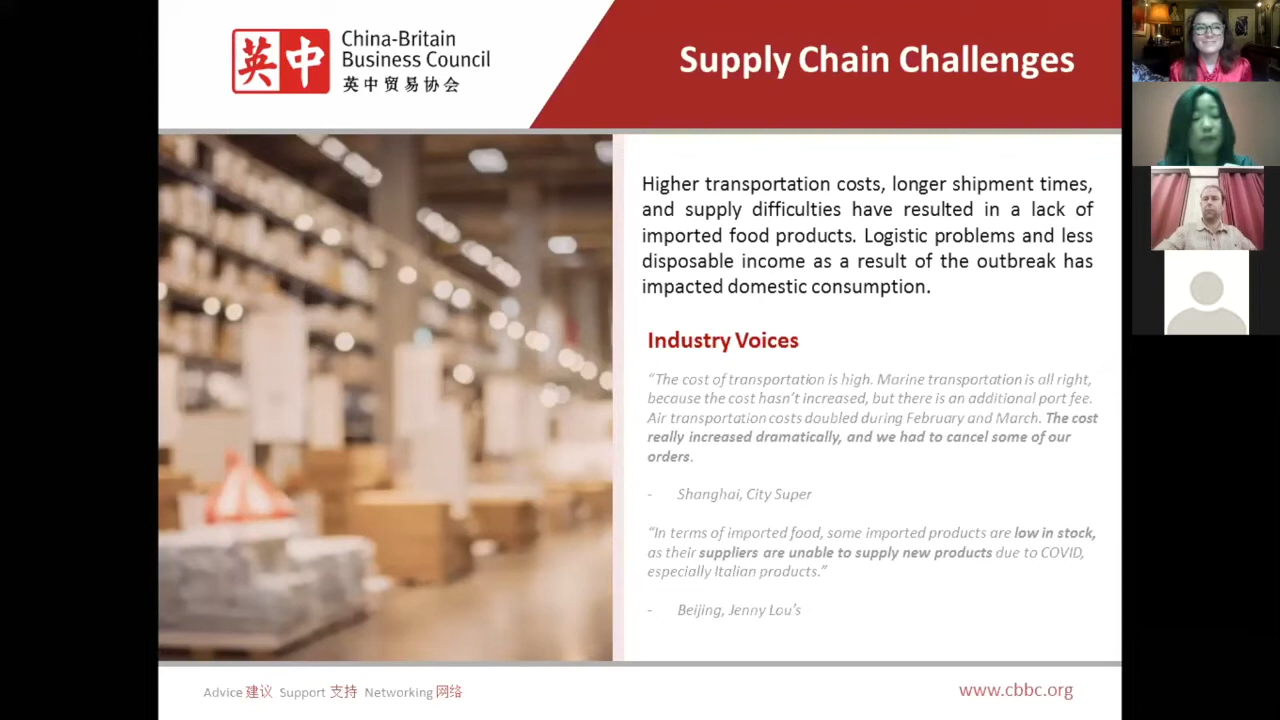 英中
China-Britain
Business Council
英中贸易协会
Supply Chain Challenges
Higher transportation costs, longer shipment times,
and supply difficulties have resulted in a lack of
imported food products. Logistic problems and less
disposable income as a result of the outbreak has
impacted domestic consumption.
Industry Voices
“The cost of transportation is high. Marine transportation is all right,
because the cost hasn’t increased, but there is an additional port fee.
Air transportation costs doubled during February and March. The cost
really increased dramatically, and we had to cancel some of our
orders.
- Shanghai, City Super
“In terms of imported food, some imported products are low in stock,
as their suppliers are unable to supply new products due to COVID,
especially Italian products.”
- Beijing, Jenny Lou’s
Advice 建议 Support 支持 Networking 网络
www.cbbc.org